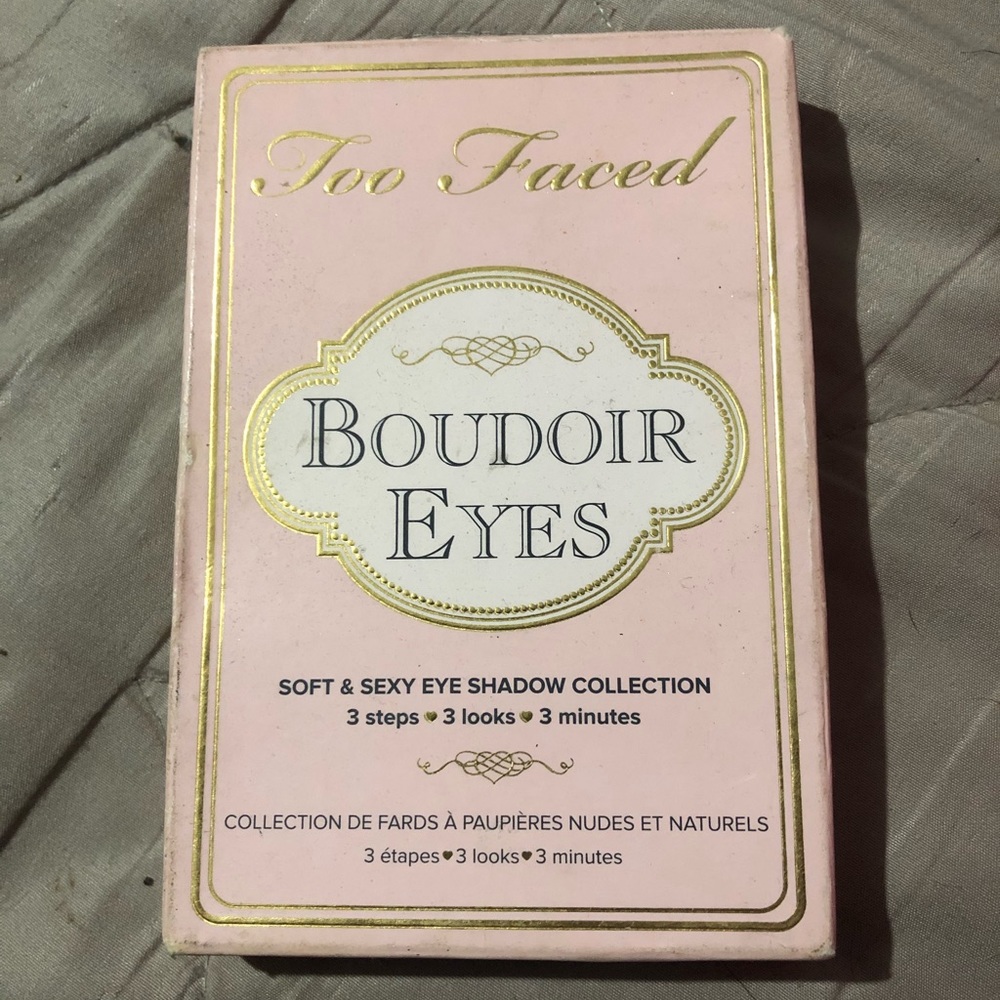 Too Faced
BOUDOIR
EYES
SOFT & SEXY EYE SHADOW COLLECTION
3 steps ♥ 3 looks ♥ 3 minutes
COLLECTION DE FARDS À PAUPIÈRES NUDES ET NATURELS
3 étapes ♥ 3 looks ♥ 3 minutes